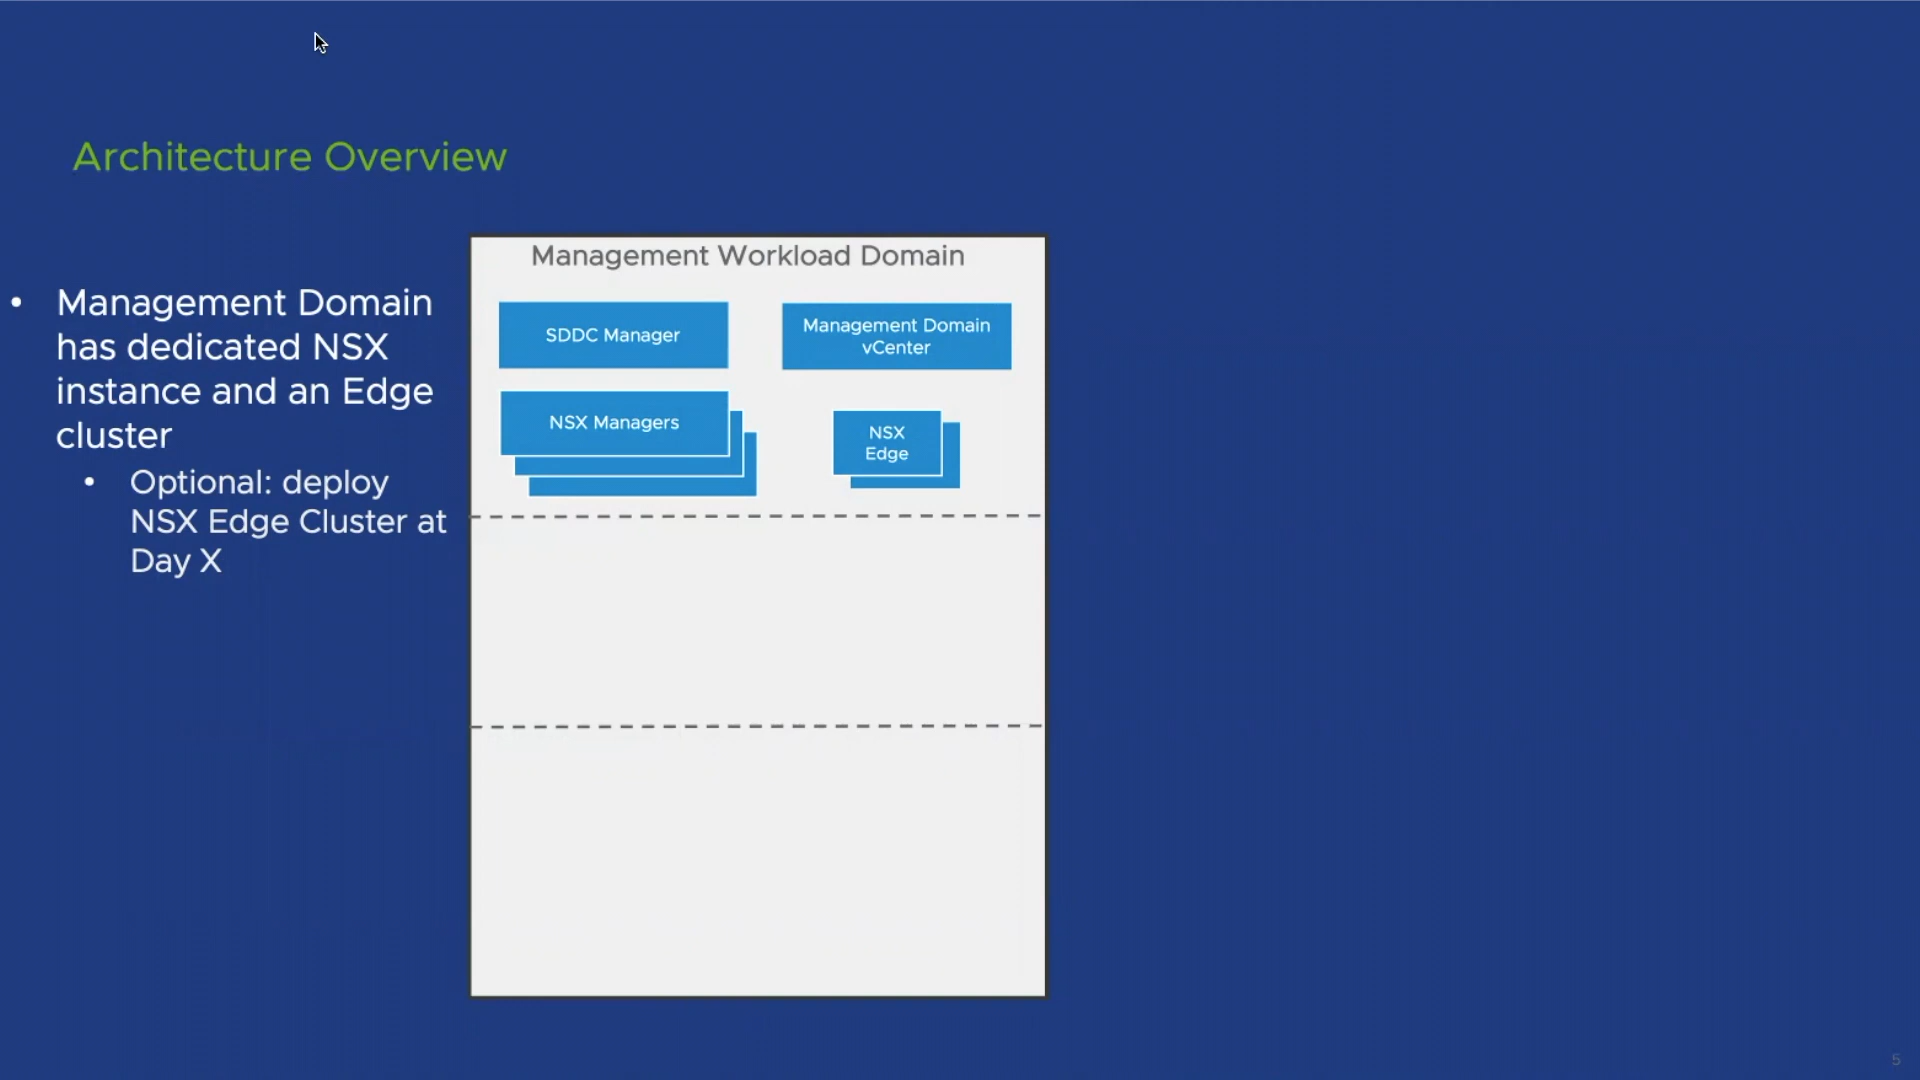 Architecture Overview
• Management Domain
has dedicated NSX
instance and an Edge
cluster
• Optional: deploy
NSX Edge Cluster at
Day X
Management Workload Domain
SDDC Manager
Management Domain
vCenter
NSX Managers
NSX
Edge
5